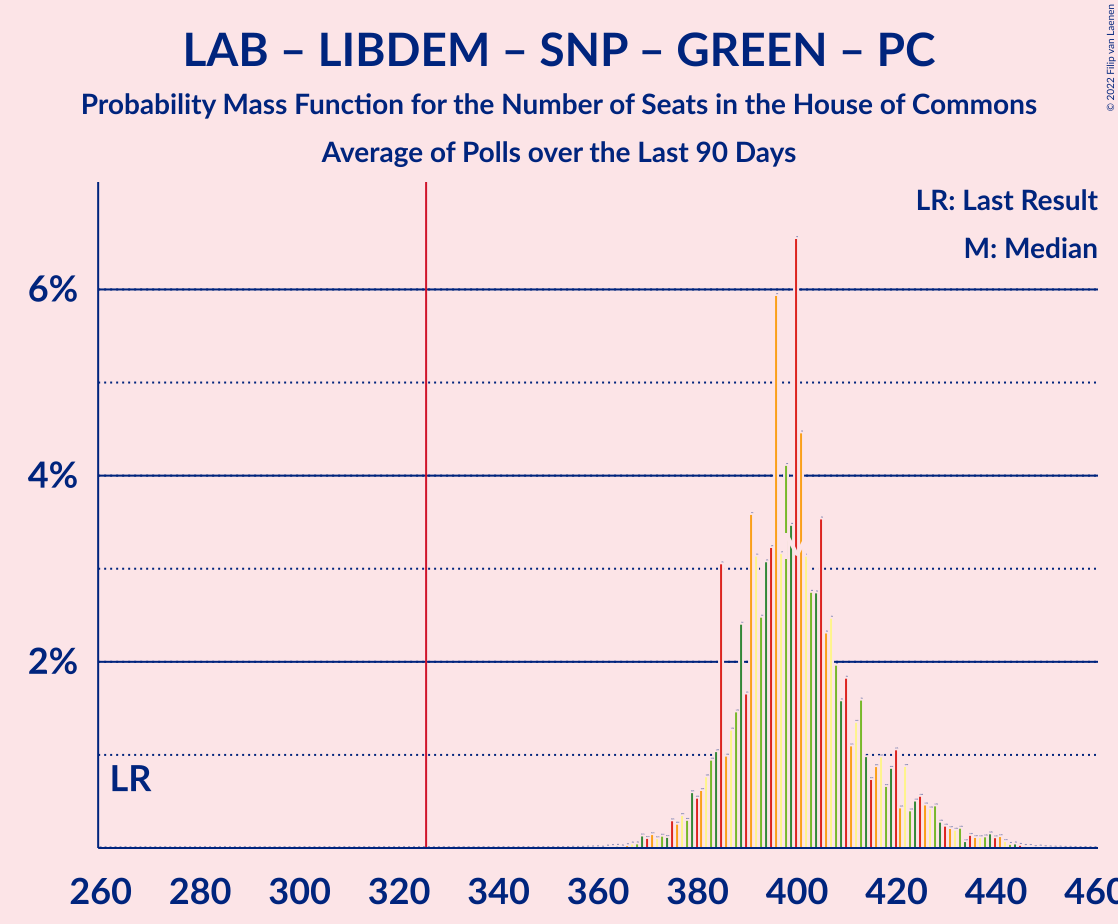 LAB – LIBDEM – SNP – GREEN – PC
Probability Mass Function for the Number of Seats in the House of Commons
Average of Polls over the Last 90 Days
© 2022 Filip van Laenen
LR: Last Result
M: Median
6%
4%
2%
LR
260 280 300 320 340 360 380 400 420 440 460